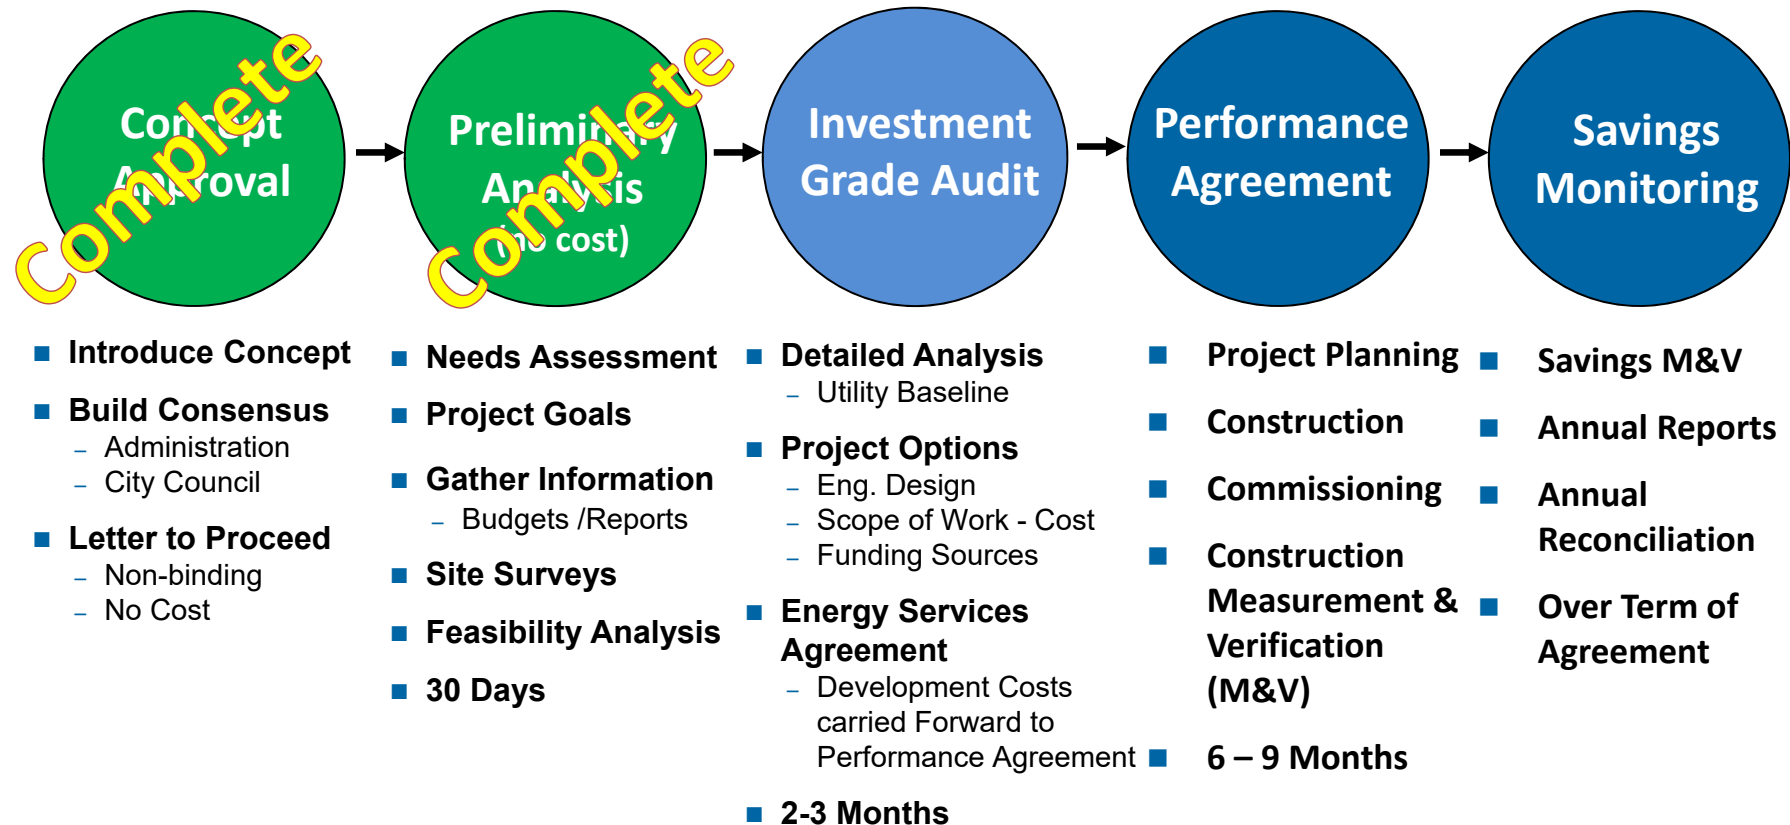 Concept
Approval
Complete
Preliminary
Analysis
(no cost)
Complete
Investment
Grade Audit
Performance
Agreement
Savings
Monitoring
Introduce Concept
Build Consensus
– Administration
– City Council
Letter to Proceed
– Non-binding
– No Cost
Needs Assessment
Project Goals
Gather Information
– Budgets /Reports
Site Surveys
Feasibility Analysis
30 Days
Detailed Analysis
– Utility Baseline
Project Options
– Eng. Design
– Scope of Work - Cost
– Funding Sources
Energy Services
Agreement
– Development Costs
carried Forward to
Performance Agreement
2-3 Months
Project Planning
Construction
Commissioning
Construction
Measurement &
Verification
(M&V)
6 – 9 Months
Savings M&V
Annual Reports
Annual
Reconciliation
Over Term of
Agreement